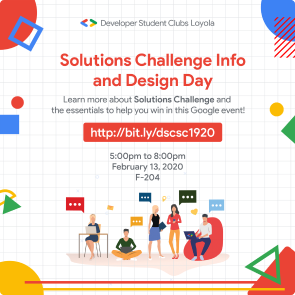 Developer Student Clubs Loyola
Solutions Challenge Info
and Design Day
Learn more about Solutions Challenge and
the essentials to help you win in this Google event!
http://bit.ly/dscsc1920
5:00pm to 8:00pm
February 13, 2020
F-204